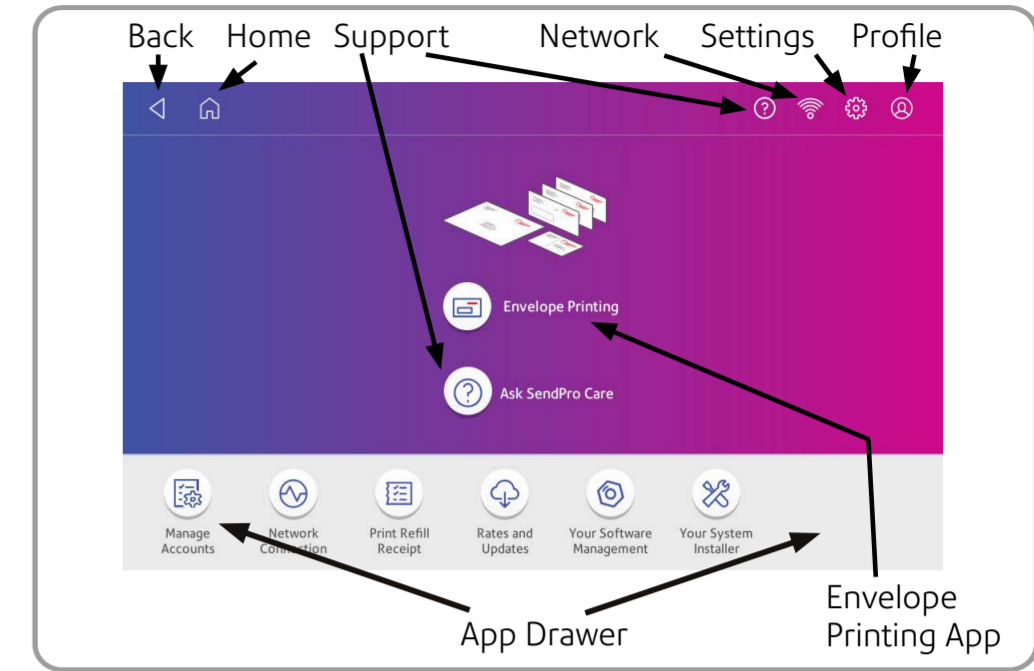 Back Home Support Network Settings Profile
Envelope Printing
Ask SendPro Care
Manage Accounts
Network Connection
Print Refill Receipt
Rates and Updates
Your Software Management
Your System Installer
App Drawer
Envelope
Printing App